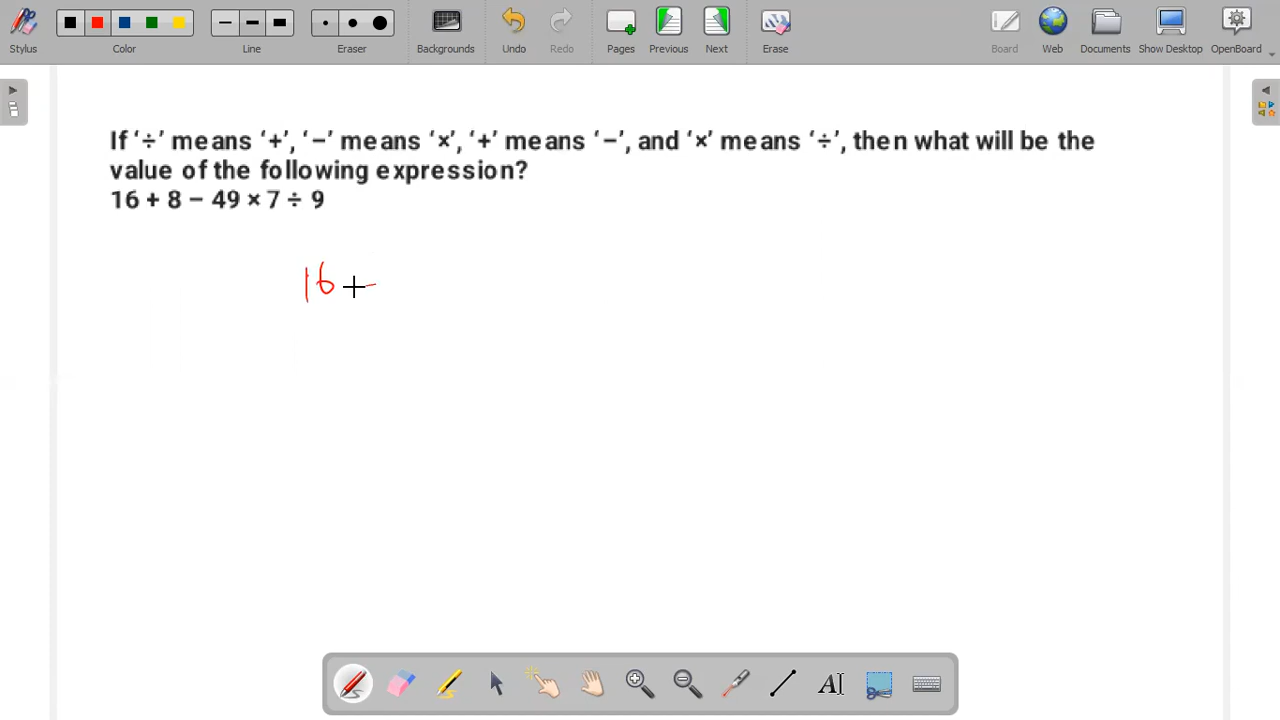 Stylus Color Line Eraser Backgrounds Undo Redo Pages Previous Next Erase Board Web Documents Show Desktop OpenBoard
If ‘÷’ means ‘+’, ‘−’ means ‘×’, ‘+’ means ‘−’, and ‘×’ means ‘÷’, then what will be the
value of the following expression?
16 + 8 − 49 × 7 ÷ 9
16 -
AI